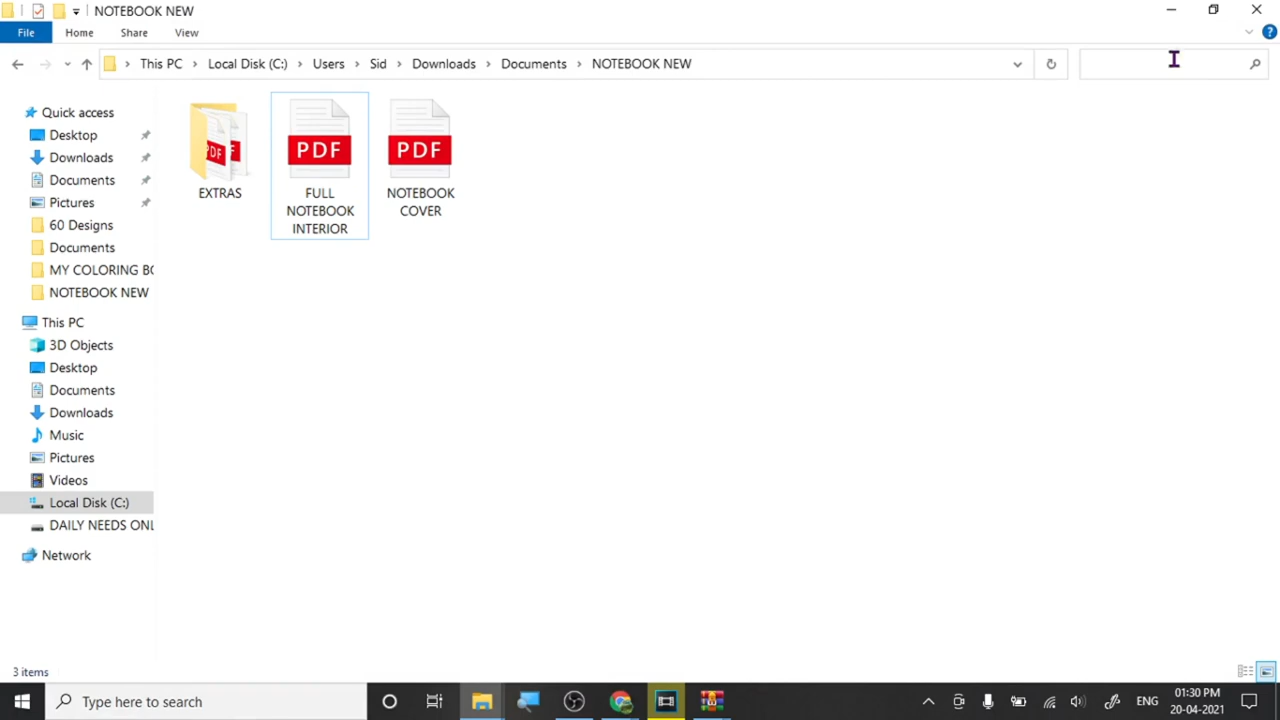 NOTEBOOK NEW
File Home Share View
This PC Local Disk (C:) Users Sid Downloads Documents NOTEBOOK NEW
Quick access
Desktop
Downloads
Documents
Pictures
60 Designs
Documents
MY COLORING BO
NOTEBOOK NEW
This PC
3D Objects
Desktop
Documents
Downloads
Music
Pictures
Videos
Local Disk (C:)
DAILY NEEDS ONL
Network
PDF
EXTRAS
PDF
FULL
NOTEBOOK
INTERIOR
PDF
NOTEBOOK
COVER
3 items
Type here to search
ENG
01:30 PM
20-04-2021